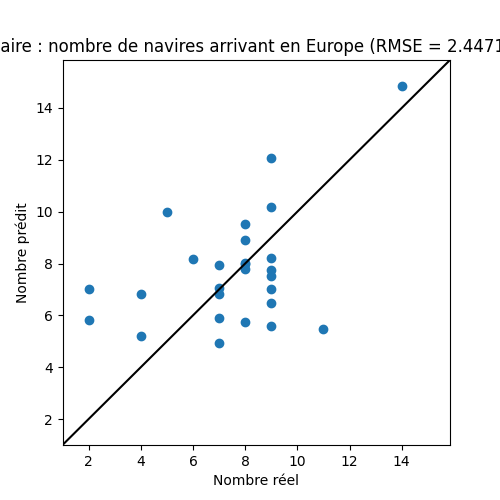 aire : nombre de navires arrivant en Europe (RMSE = 2.4471
14
12
10
8
6
4
2
Nombre prédit
2 4 6 8 10 12 14
Nombre réel